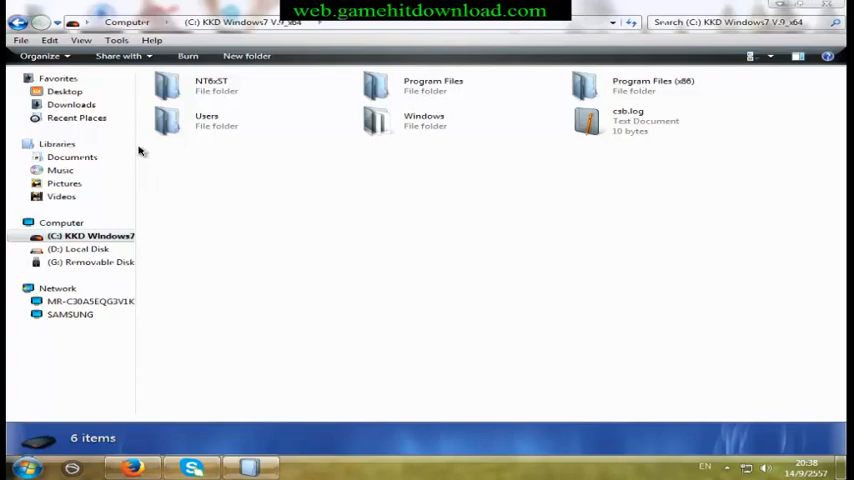 web.gamehitdownload.com
Computer (C:) KKD Windows7 V.9_x64 Search (C:) KKD Windows7 V.9_x64
File Edit View Tools Help
Organize Share with Burn New folder
Favorites
Desktop
Downloads
Recent Places
Libraries
Documents
Music
Pictures
Videos
Computer
(C:) KKD Windows7
(D:) Local Disk
(G:) Removable Disk
Network
MR-C30A5EQG3V1K
SAMSUNG
NT6xST
File folder
Program Files
File folder
Program Files (x86)
File folder
Users
File folder
Windows
File folder
csb.log
Text Document
10 bytes
6 items
EN
20:38
14/9/2557